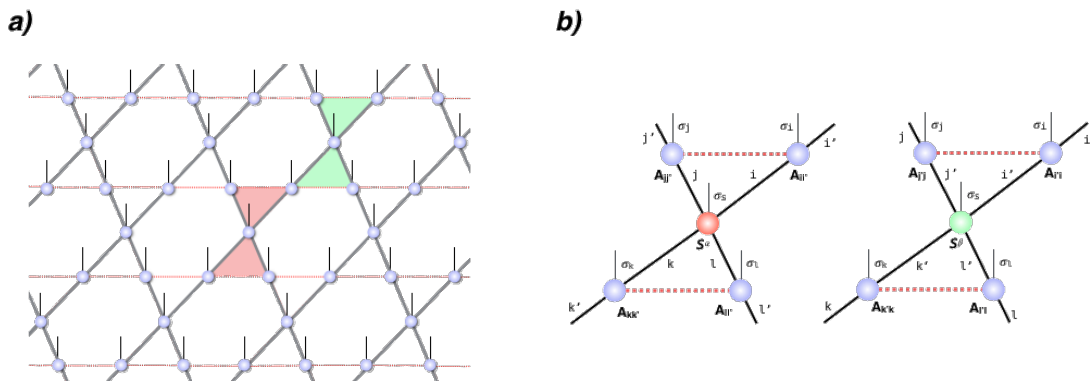 a)
b)
j' σj σi i'
Ajj' j i Aii'
σs
Sα
σk k l σl
k' Akk' All' l'
j σj σi i
Aj'j j' i' Ai'i
σs
Sβ
σk k' l' σl
k Ak'k Al'l l